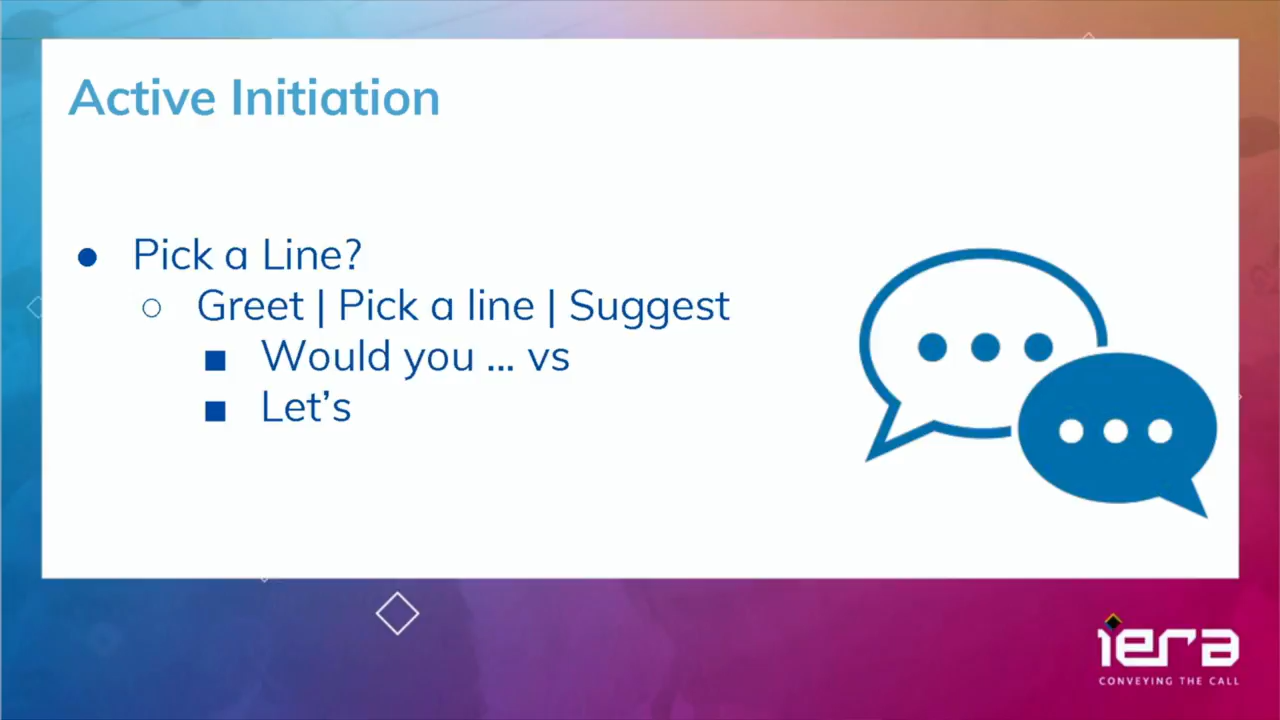 Active Initiation
● Pick a Line?
○ Greet | Pick a line | Suggest
■ Would you ... vs
■ Let's
iera
CONVEYING THE CALL